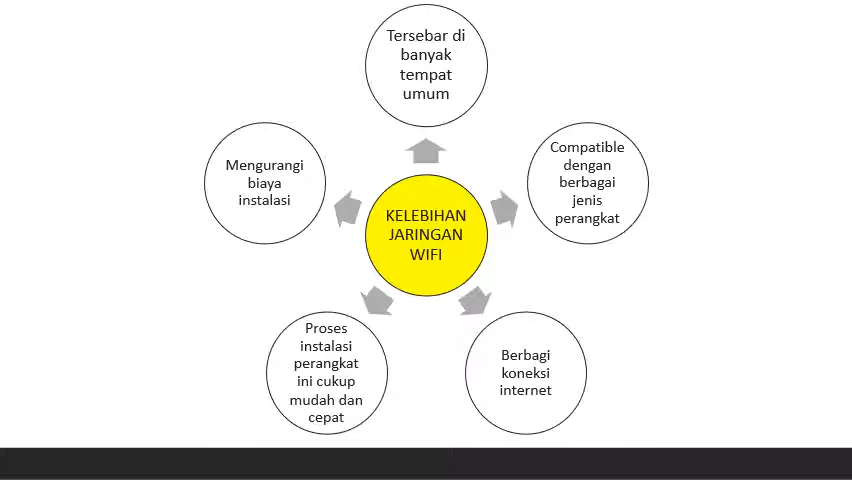 Tersebar di
banyak
tempat
umum
Compatible
dengan
berbagai
jenis
perangkat
Mengurangi
biaya
instalasi
KELEBIHAN
JARINGAN
WIFI
Proses
instalasi
perangkat
ini cukup
mudah dan
cepat
Berbagi
koneksi
internet